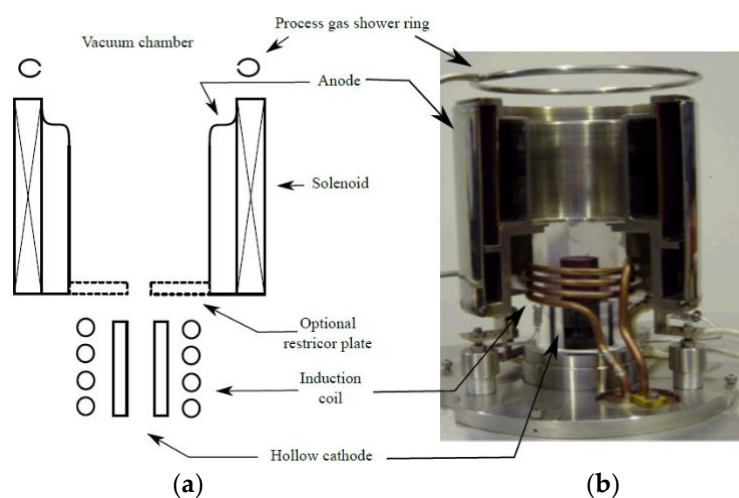 Process gas shower ring
Vacuum chamber
Anode
Solenoid
Optional
restricor plate
Induction
coil
Hollow cathode
(a)
(b)